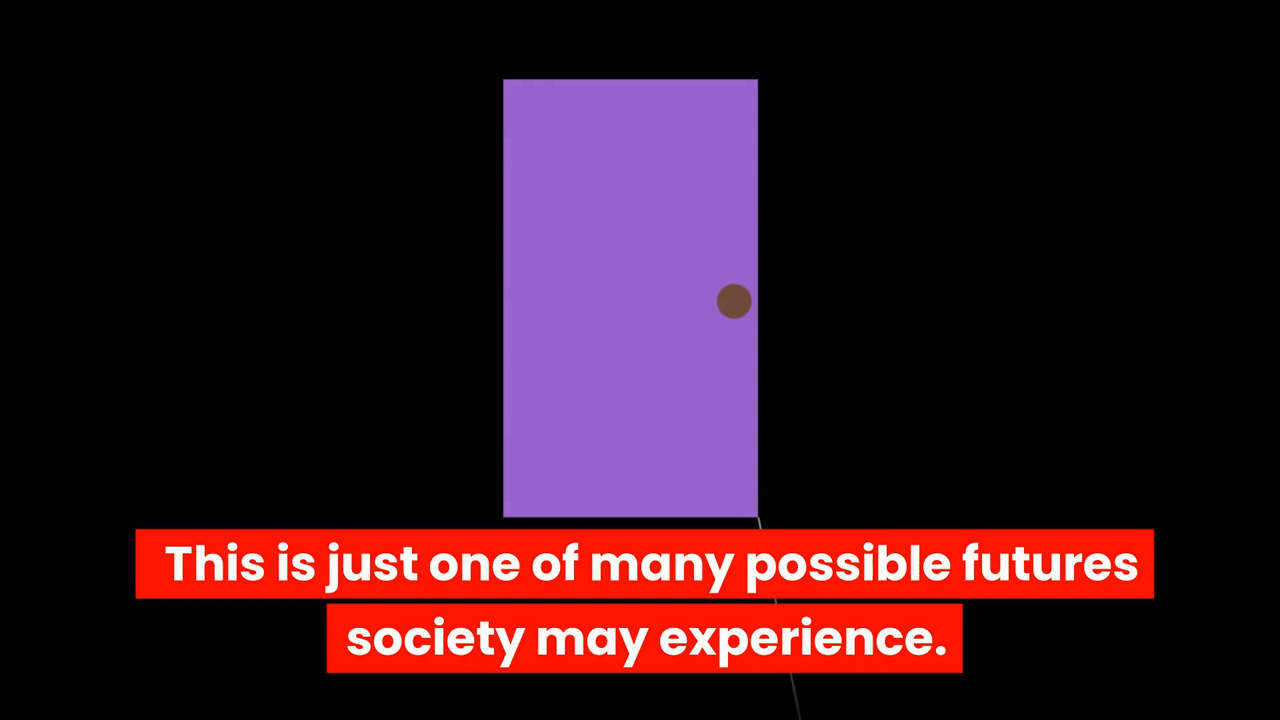 This is just one of many possible futures
society may experience.